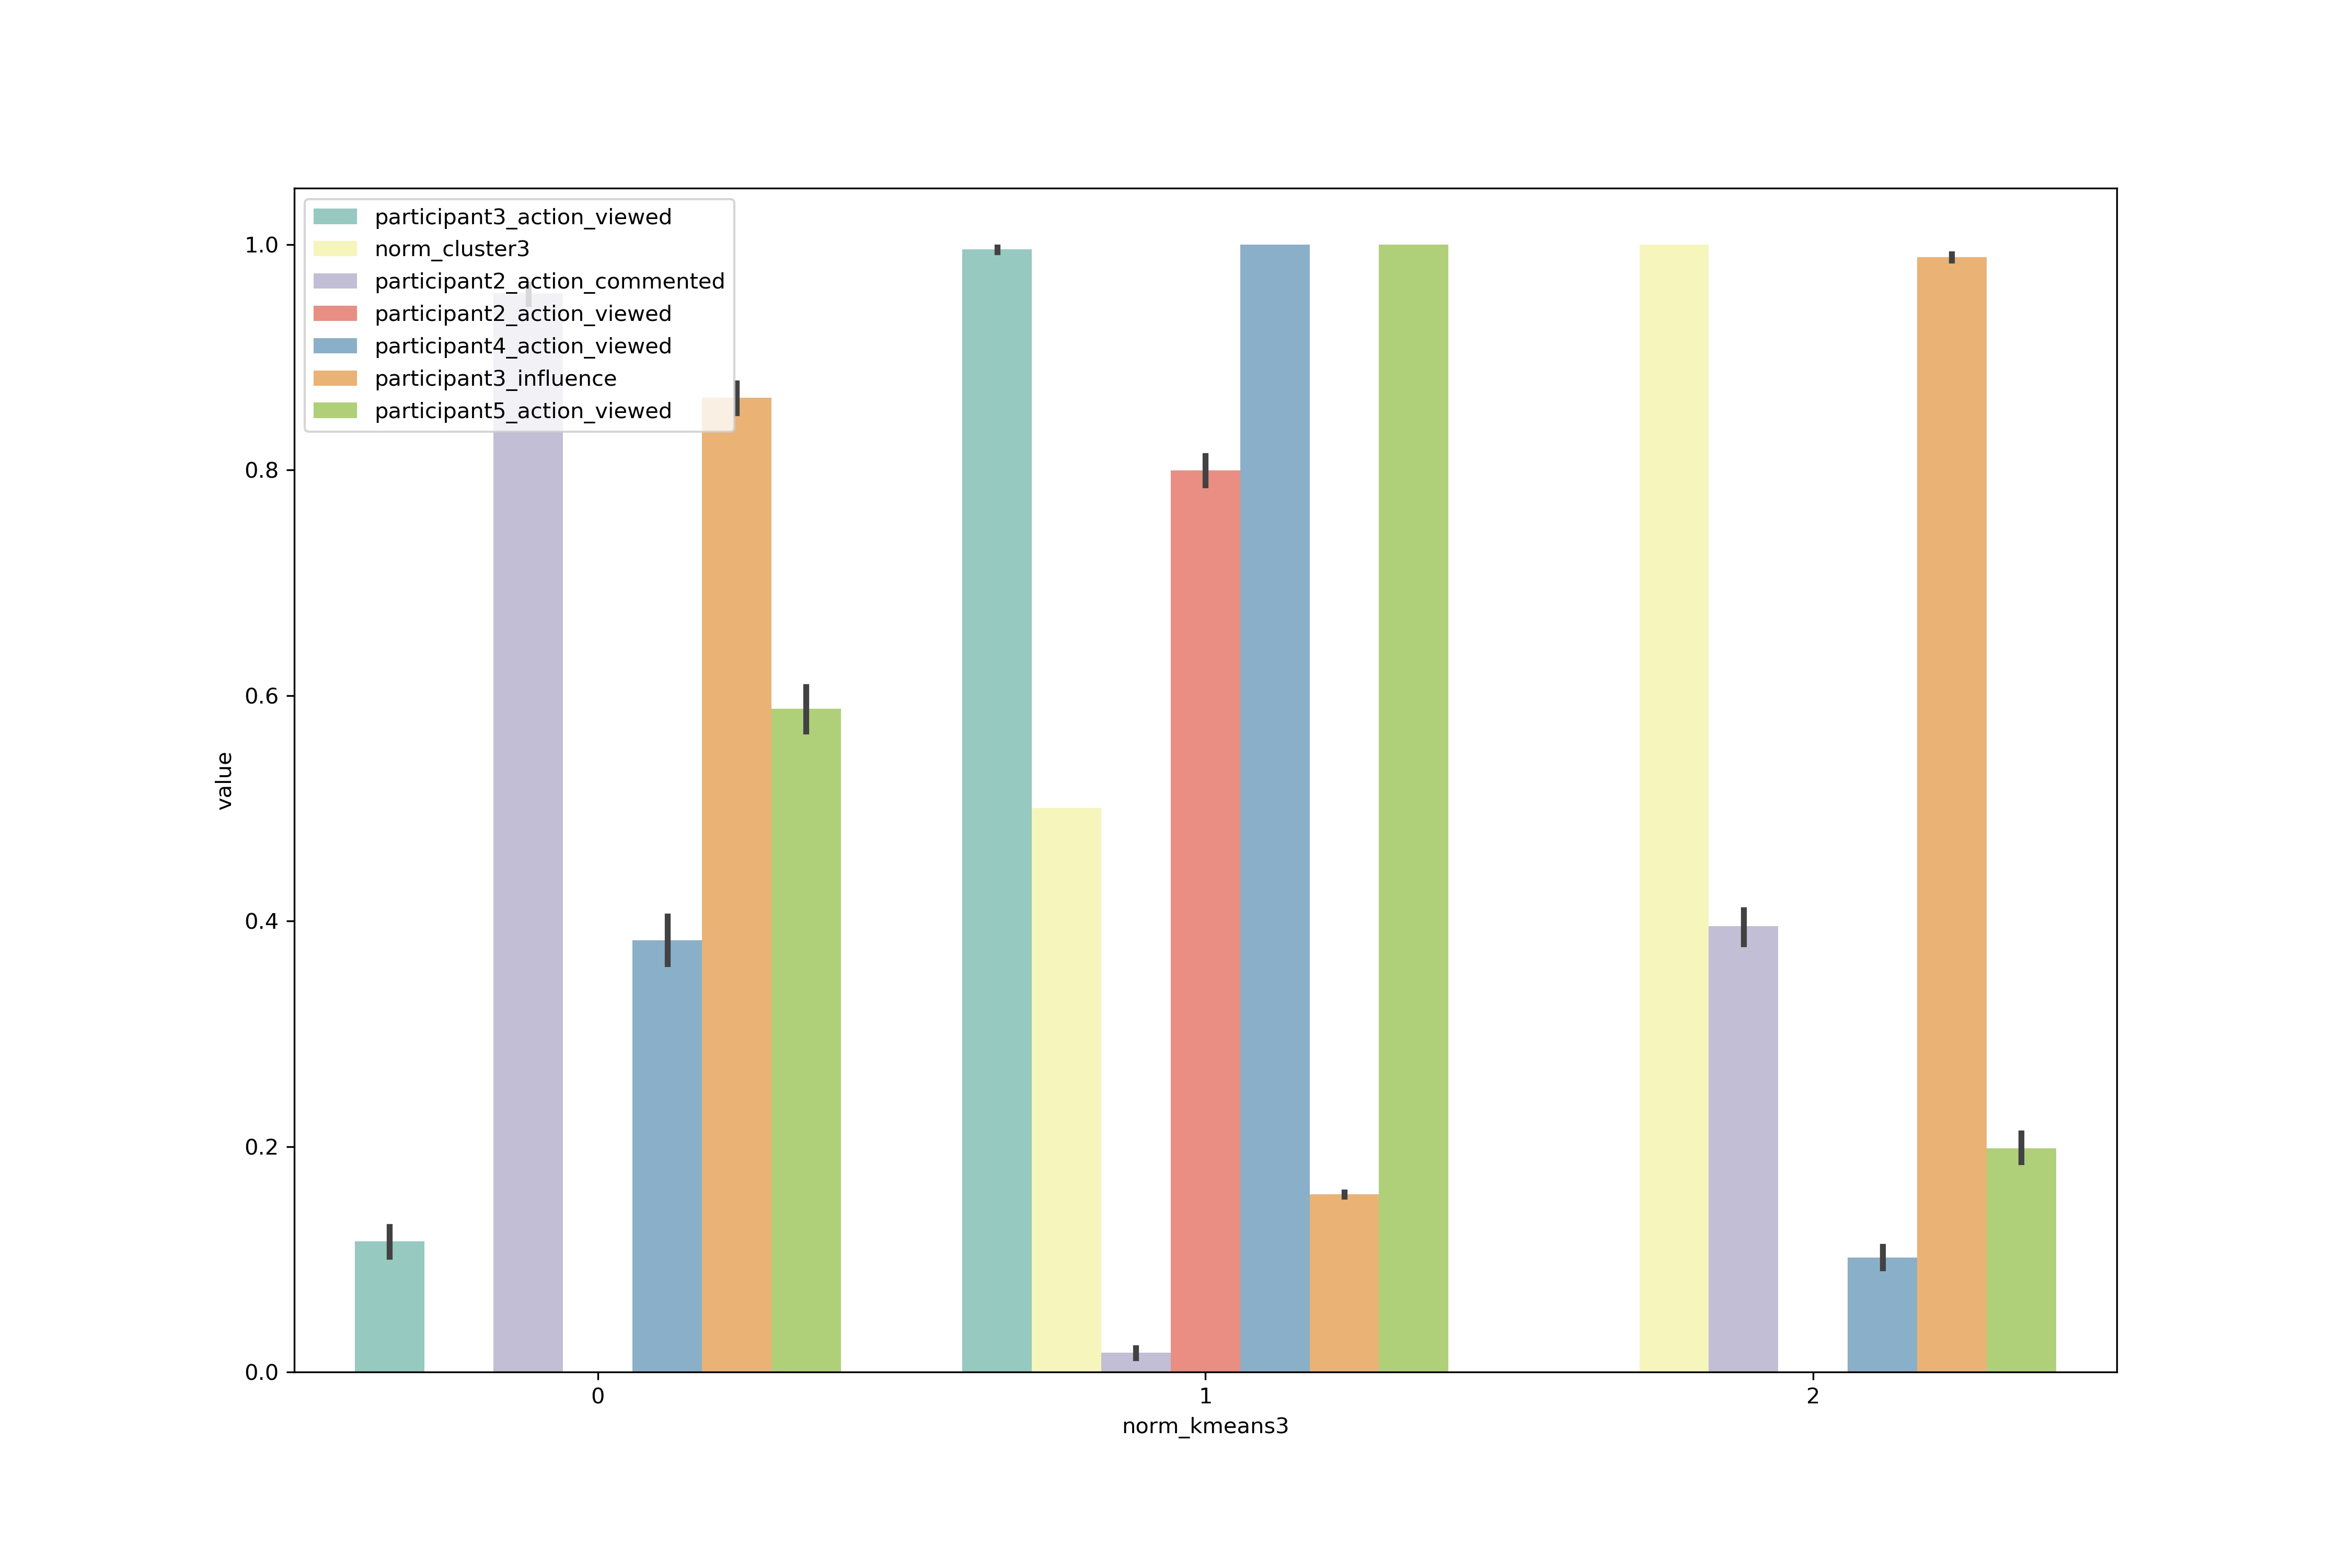 participant3_action_viewed
norm_cluster3
participant2_action_commented
participant2_action_viewed
participant4_action_viewed
participant3_influence
participant5_action_viewed
1.0
0.8
0.6
0.4
0.2
0.0
value
0 1 2
norm_kmeans3